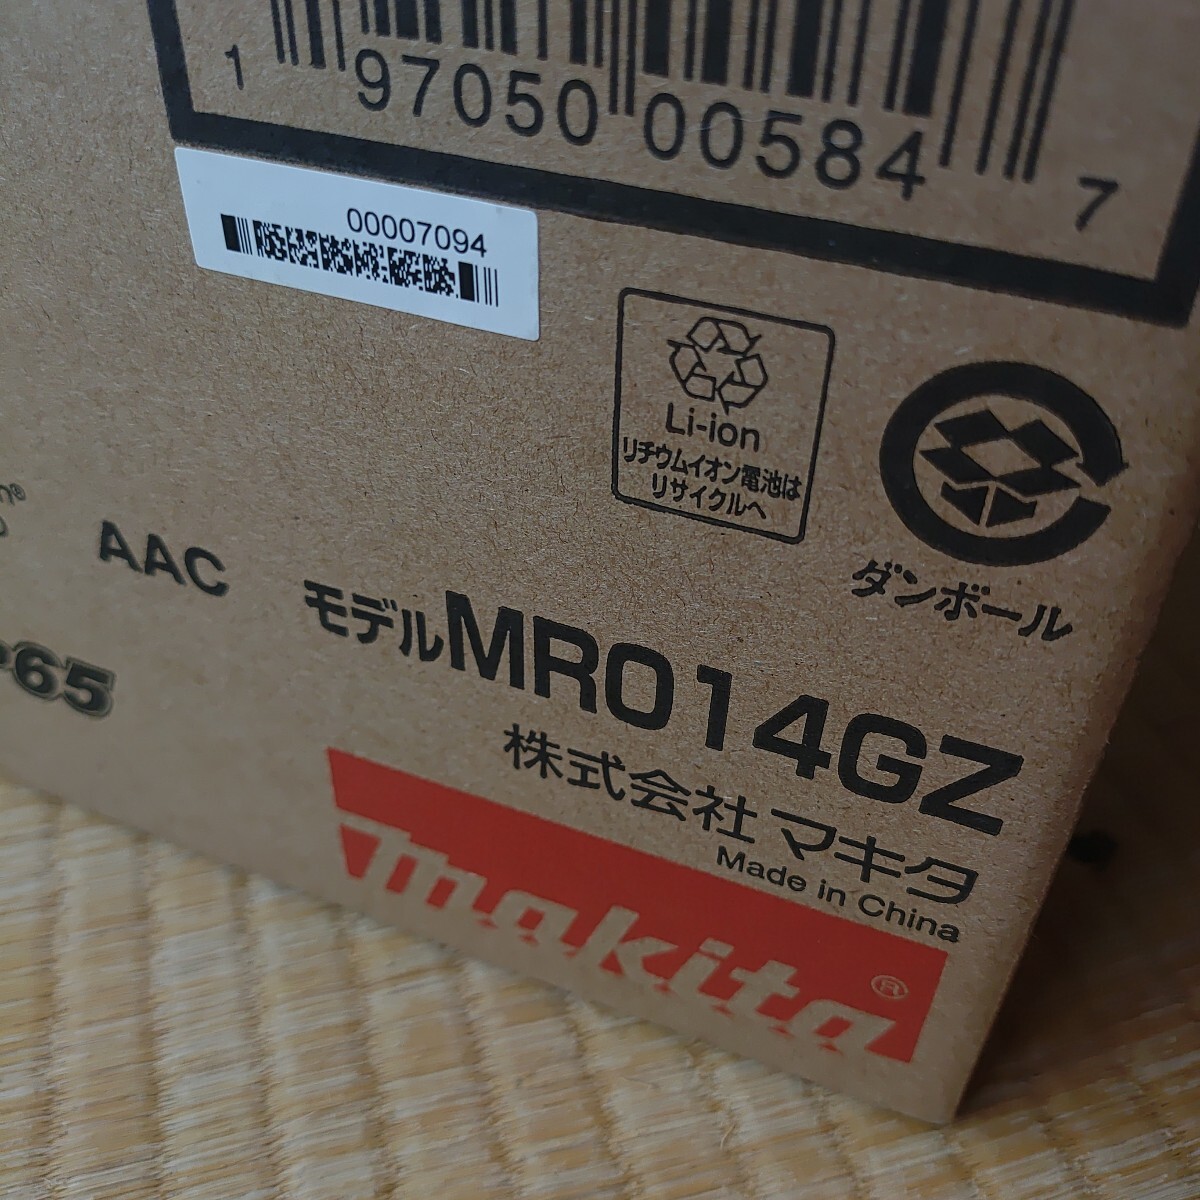 1 97050 00584 7
00007094
Li-ion
リチウムイオン電池は
リサイクルへ
ダンボール
AAC
モデルMR014GZ
65
株式会社マキタ
Made in China
makita®